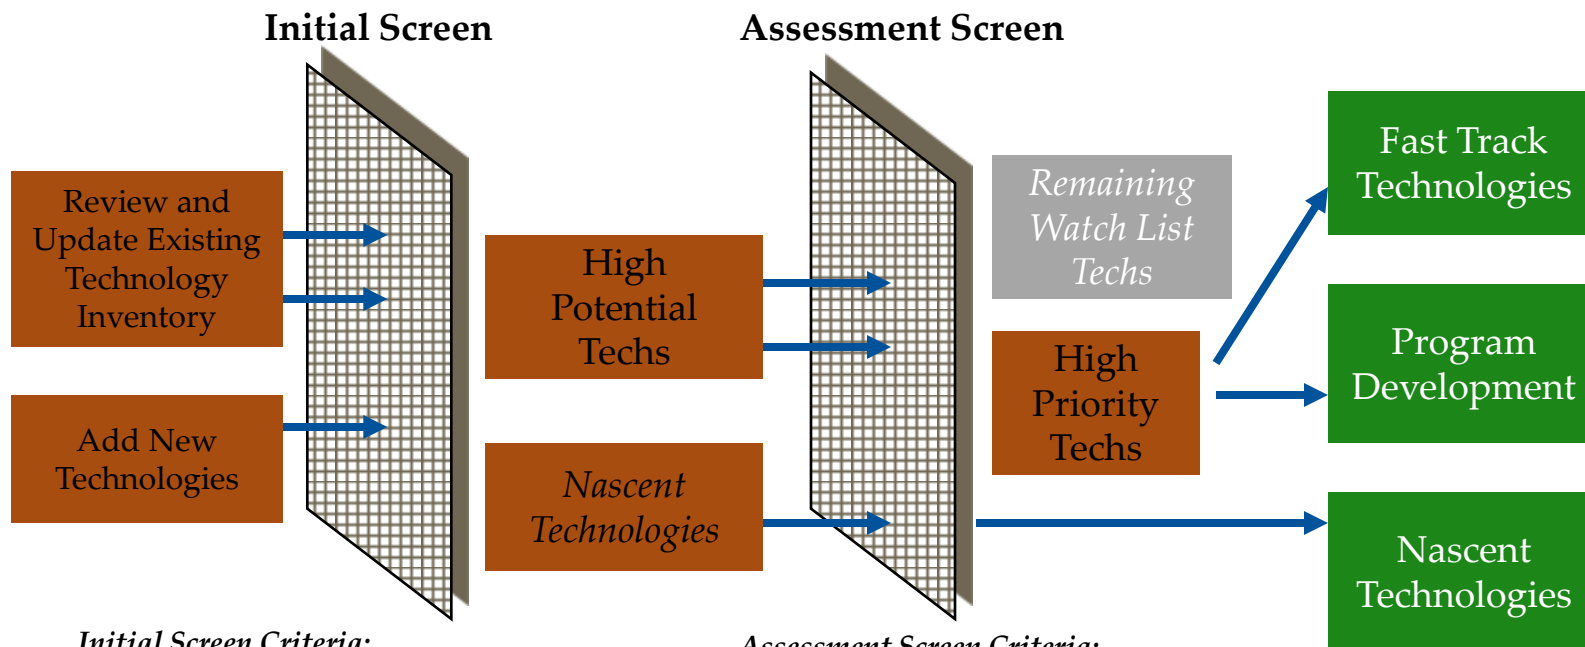 Initial Screen
Assessment Screen
Review and
Update Existing
Technology
Inventory
Add New
Technologies
High
Potential
Techs
Nascent
Technologies
Remaining
Watch List
Techs
High
Priority
Techs
Fast Track
Technologies
Program
Development
Nascent
Technologies
Initial Screen Criteria:
Assessment Screen Criteria: